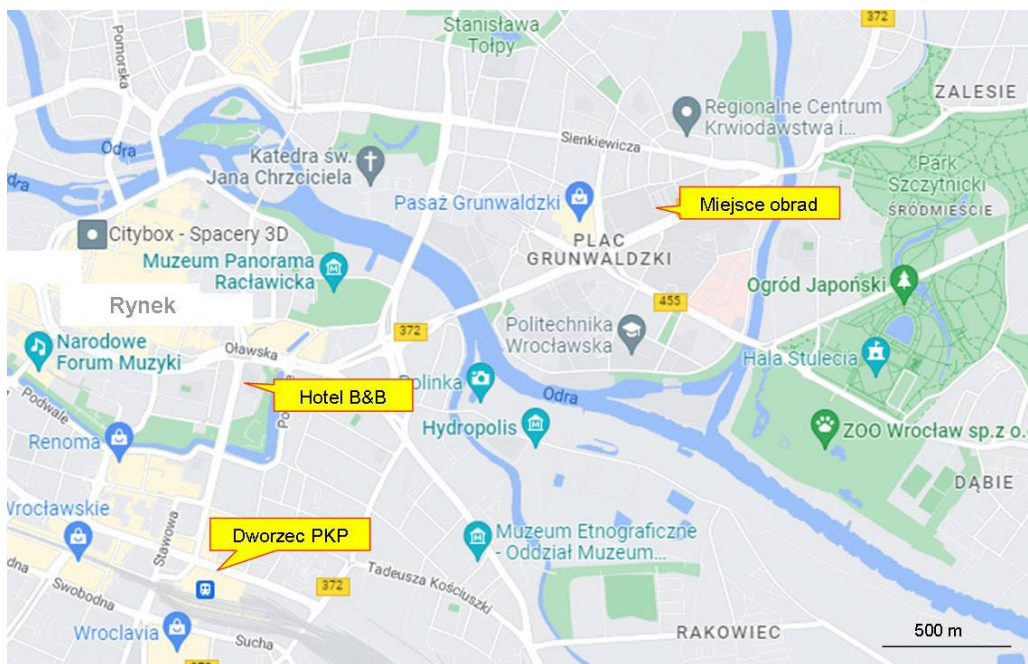 Stanisława
Tołpy
372
Pomorska
ZALESIE
Regionalne Centrum
Krwiodawstwa i...
Sienkiewicza
Odra
Katedra św.
Jana Chrzciciela
Park
Szczytnicki
ŚRÓDMIEŚCIE
Pasaż Grunwaldzki
Miejsce obrad
Citybox - Spacery 3D
PLAC
GRUNWALDZKI
Muzeum Panorama
Racławicka
Ogród Japoński
Rynek
455
372
Politechnika
Wrocławska
Narodowe
Forum Muzyki
Oławska
Hala Stulecia
Hotel B&B
Polinka
Odra
Podwale
Hydropolis
ZOO Wrocław sp.z o.
Renoma
DĄBIE
Wrocławskie
Dworzec PKP
Muzeum Etnograficzne
- Oddział Muzeum...
Stawowa
Tadeusza Kościuszki
372
Swobodna
500 m
Wroclavia
Sucha
RAKOWIEC